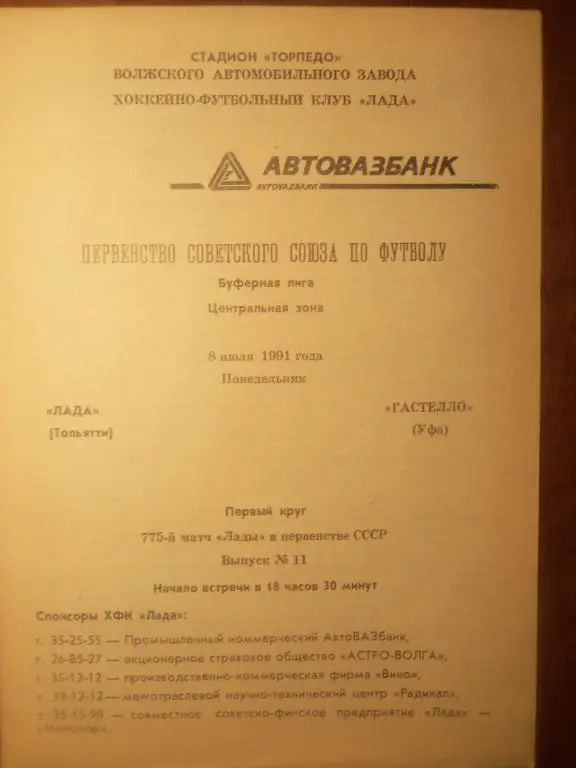 СТАДИОН «ТОРПЕДО»
ВОЛЖСКОГО АВТОМОБИЛЬНОГО ЗАВОДА
ХОККЕЙНО-ФУТБОЛЬНЫЙ КЛУБ «ЛАДА»
АВТОВАЗБАНК
AVTOVAZBANK
ПЕРВЕНСТВО СОВЕТСКОГО СОЮЗА ПО ФУТБОЛУ
Буферная лига
Центральная зона
8 июля 1991 года
Понедельник
«ЛАДА» «ГАСТЕЛЛО»
(Тольятти) (Уфа)
Первый круг
775-й матч «Лады» в первенстве СССР
Выпуск № 11
Начало встречи в 18 часов 30 минут
Спонсоры ХФК «Лада»:
т. 35-25-55 — Промышленный коммерческий АвтоВАЗбанк,
т. 26-85-27 — акционерное страховое общество «АСТРО-ВОЛГА»,
т. 35-12-12 — производственно-коммерческая фирма «Вико»,
т. 39-12-12 — межотраслевой научно-технический центр «Радикал»,
т. 35-15-98 — совместное советско-финское предприятие «Лада» —